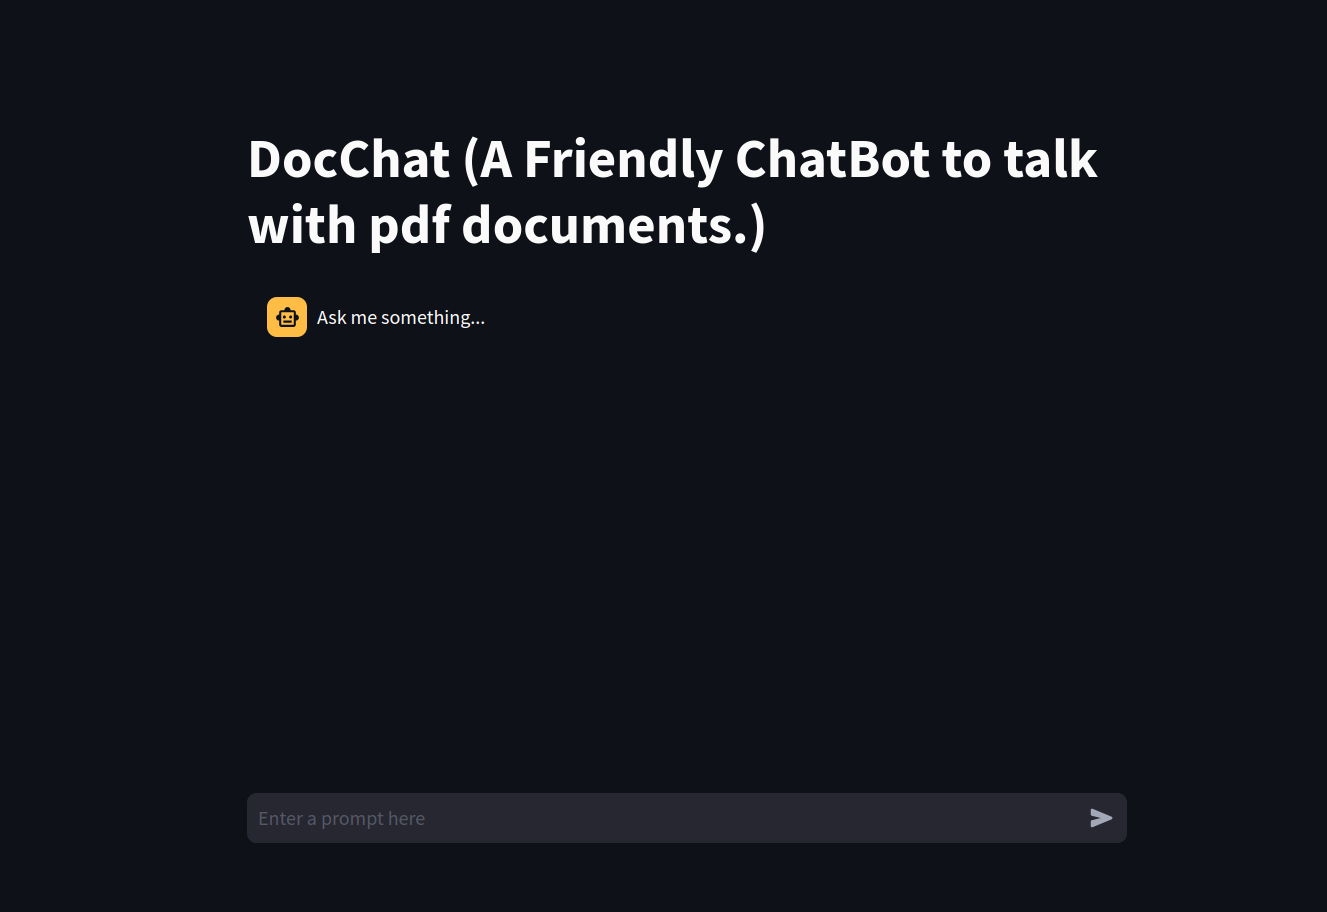 DocChat (A Friendly ChatBot to talk
with pdf documents.)
Ask me something...
Enter a prompt here